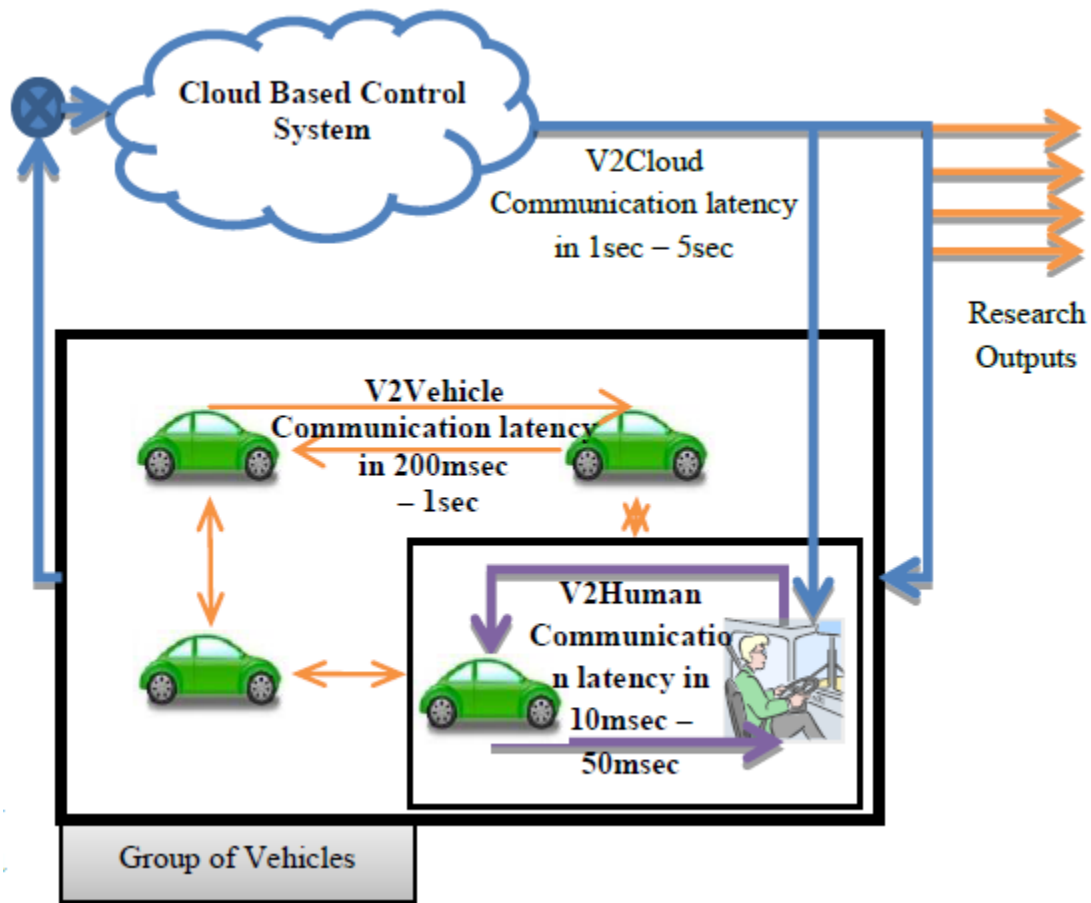 Cloud Based Control
System
V2Cloud
Communication latency
in 1sec – 5sec
Research
Outputs
V2Vehicle
Communication latency
in 200msec
– 1sec
V2Human
Communicatio
n latency in
10msec –
50msec
Group of Vehicles